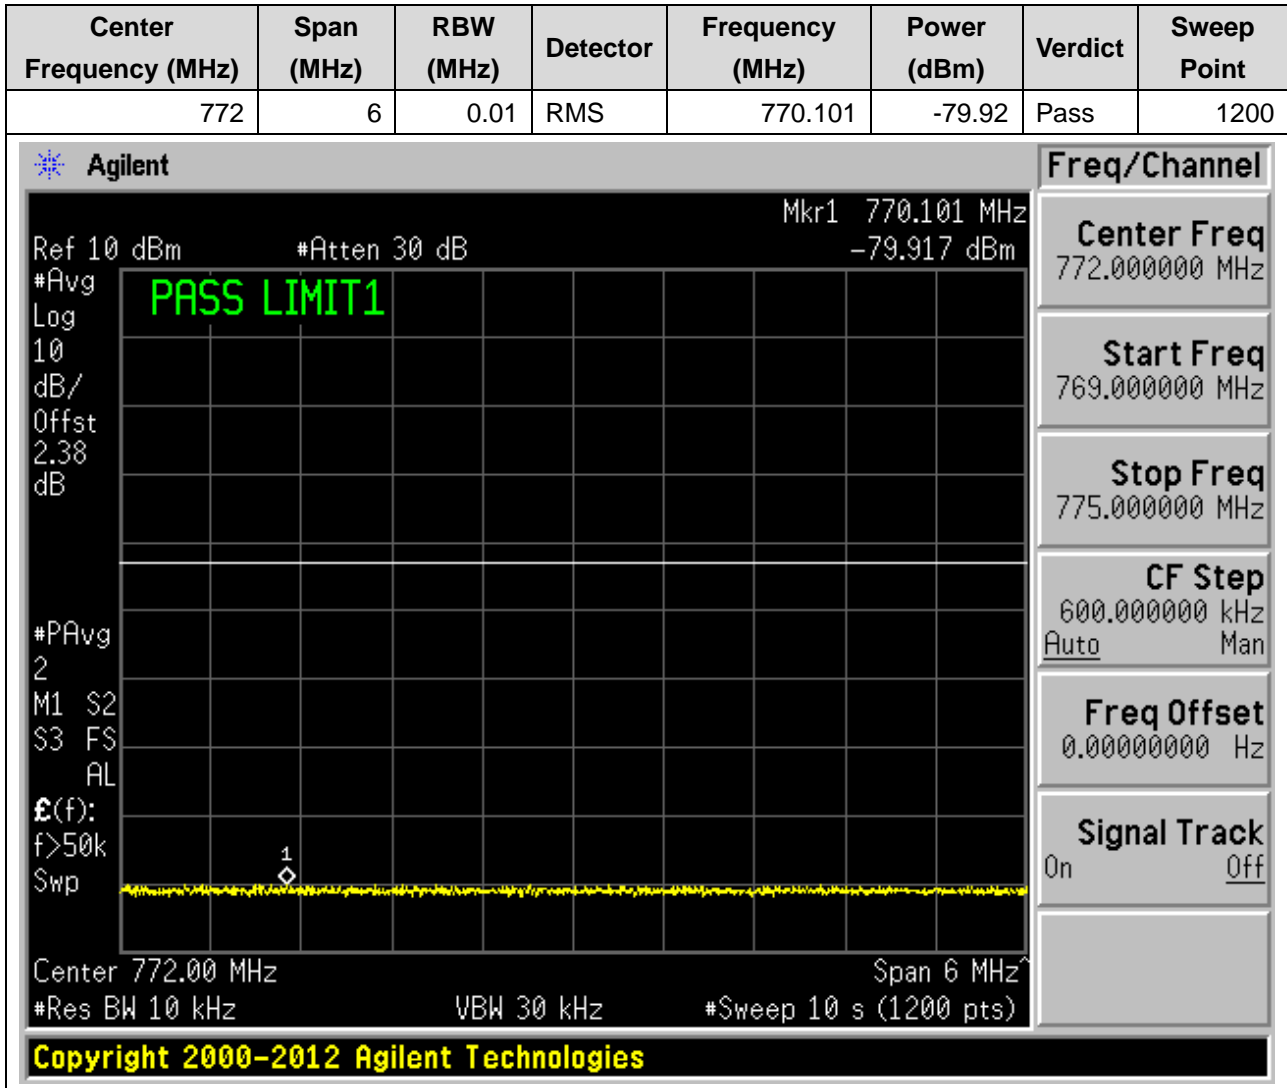 Center Frequency (MHz) Span (MHz) RBW (MHz) Detector Frequency (MHz) Power (dBm) Verdict Sweep Point
772 6 0.01 RMS 770.101 -79.92 Pass 1200
Agilent
Freq/Channel
Mkr1 770.101 MHz
Ref 10 dBm #Atten 30 dB -79.917 dBm
#Avg
Log
10
dB/
Offst
2.38
dB
PASS LIMIT1
#PAvg
2
M1 S2
S3 FS
AL
£(f):
f>50k
Swp
1
Center 772.00 MHz Span 6 MHz^
#Res BW 10 kHz VBW 30 kHz #Sweep 10 s (1200 pts)
Center Freq
772.000000 MHz
Start Freq
769.000000 MHz
Stop Freq
775.000000 MHz
CF Step
600.000000 kHz
Auto Man
Freq Offset
0.00000000 Hz
Signal Track
On Off
Copyright 2000-2012 Agilent Technologies